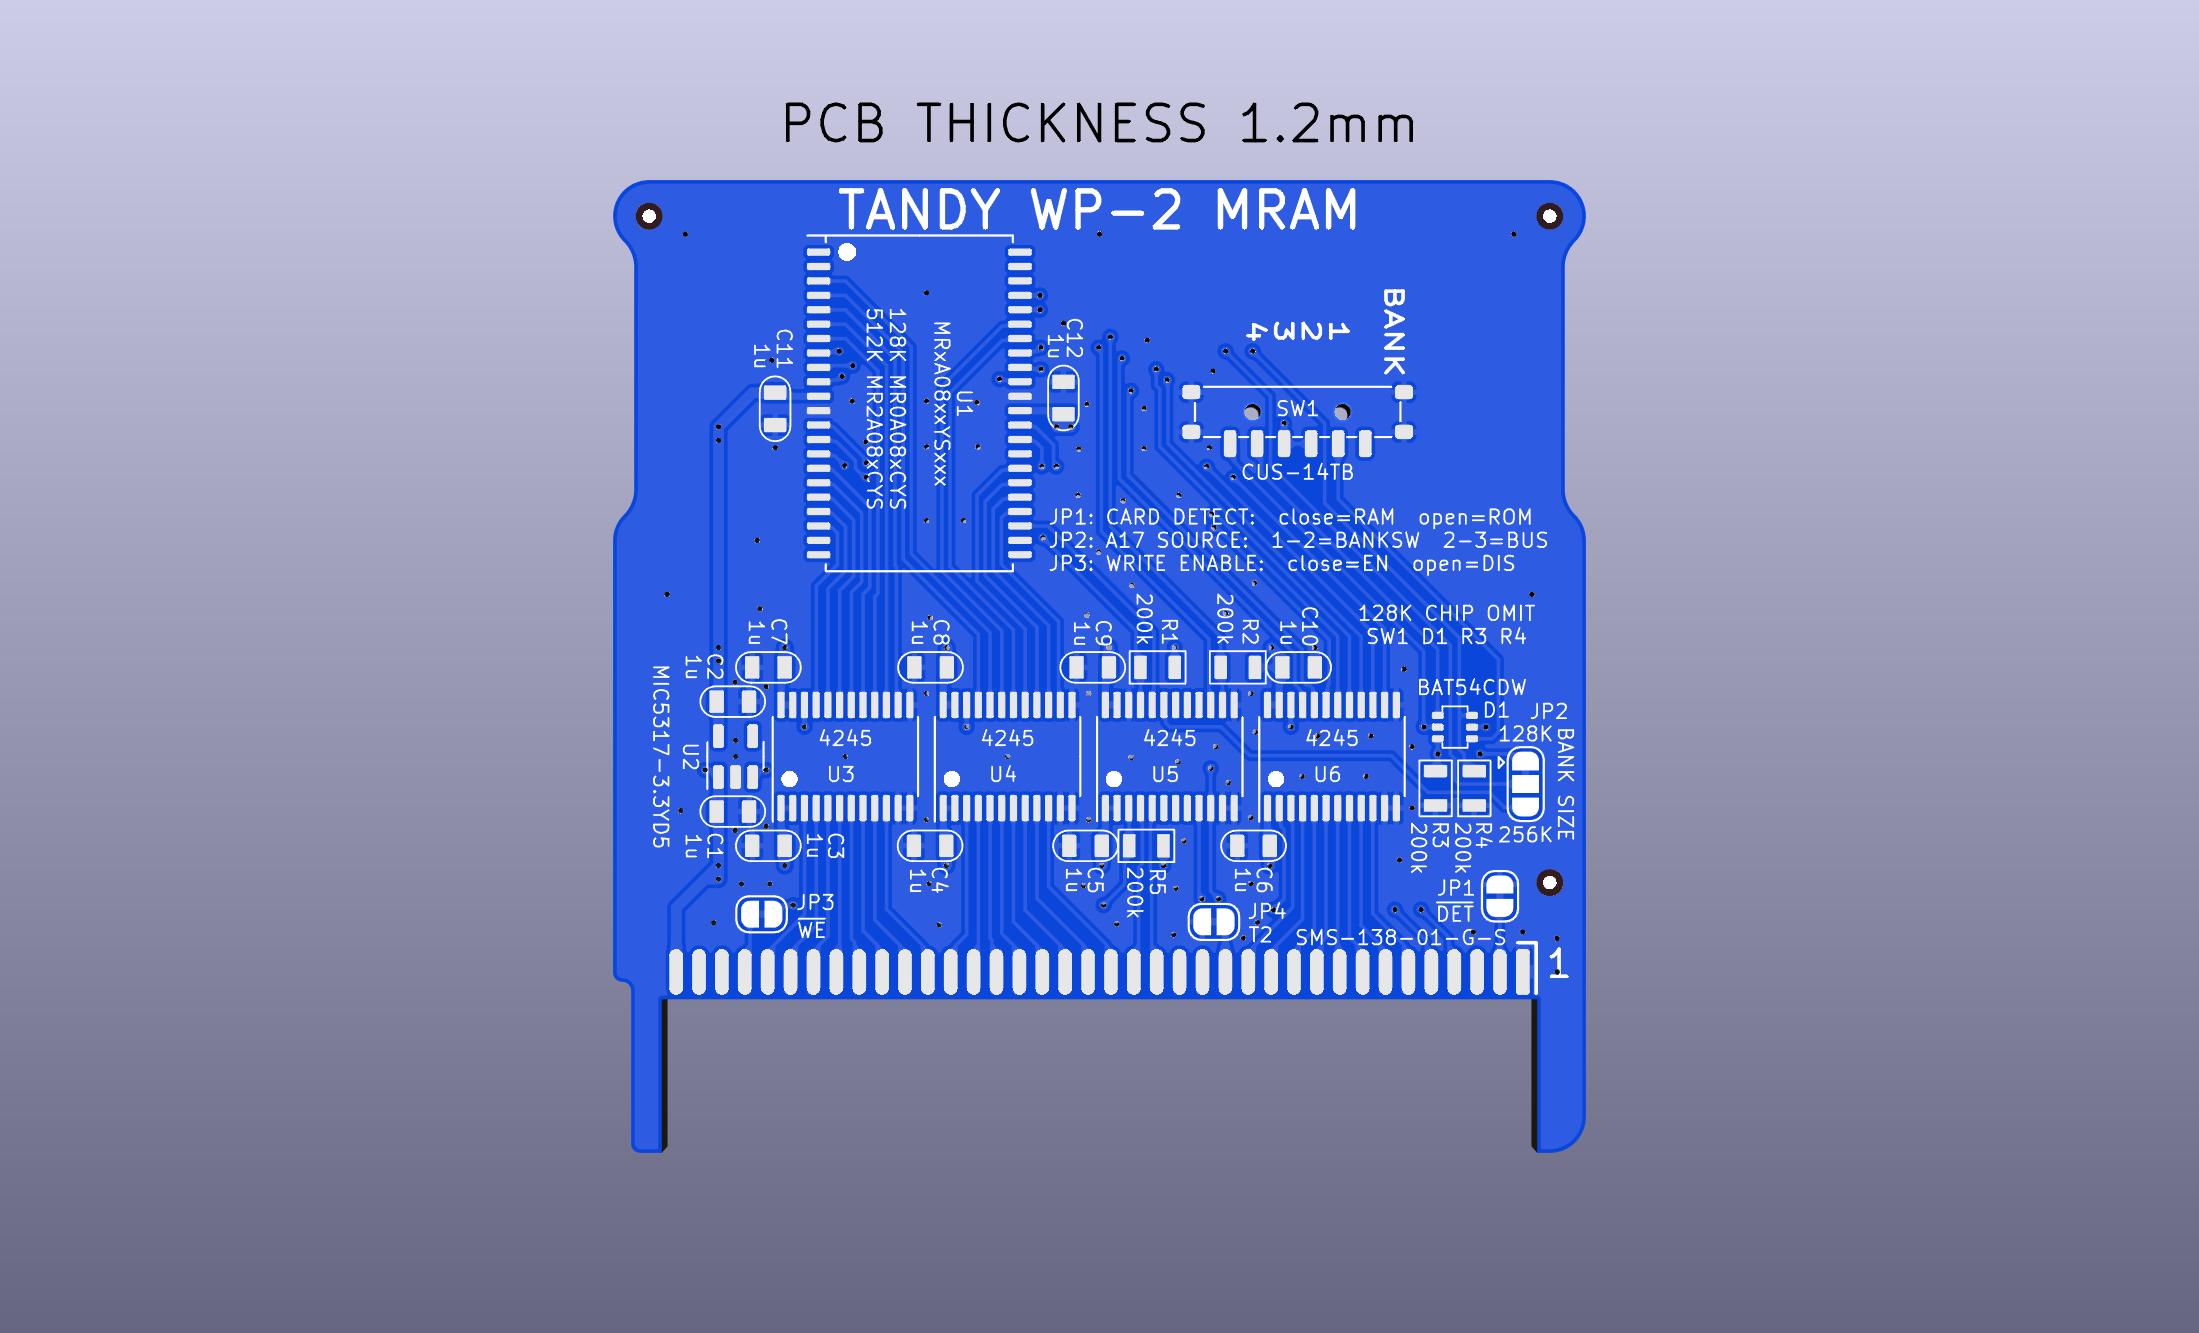 PCB THICKNESS 1.2mm
TANDY WP-2 MRAM
BANK
1
2
3
4
C11
1u
U1
MRxA08xxYSxxx
128K MR0A08xCYS
512K MR2A08xCYS
C12
1u
SW1
CUS-14TB
JP1: CARD DETECT: close=RAM open=ROM
JP2: A17 SOURCE: 1-2=BANKSW 2-3=BUS
JP3: WRITE ENABLE: close=EN open=DIS
128K CHIP OMIT
SW1 D1 R3 R4
C7
1u
C8
1u
C9
1u
R1
200k
R2
200k
C10
1u
C2
1u
MIC5317-3.3YD5
U2
C1
1u
4245
U3
4245
U4
4245
U5
4245
U6
BAT54CDW
D1
JP2
128K
BANK SIZE
256K
R3
200k
R4
200k
C3
1u
C4
1u
C5
1u
R5
200k
C6
1u
JP3
WE
JP4
T2
JP1
DET
SMS-138-01-G-S
1